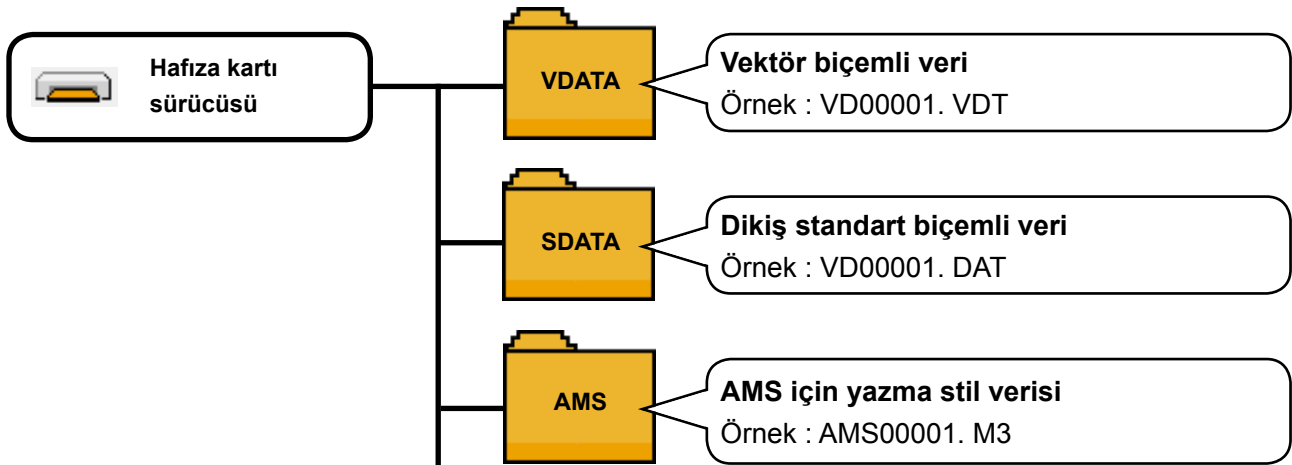 Hafıza kartı
sürücüsü
VDATA
Vektör biçemli veri
Örnek : VD00001. VDT
SDATA
Dikiş standart biçemli veri
Örnek : VD00001. DAT
AMS
AMS için yazma stil verisi
Örnek : AMS00001. M3